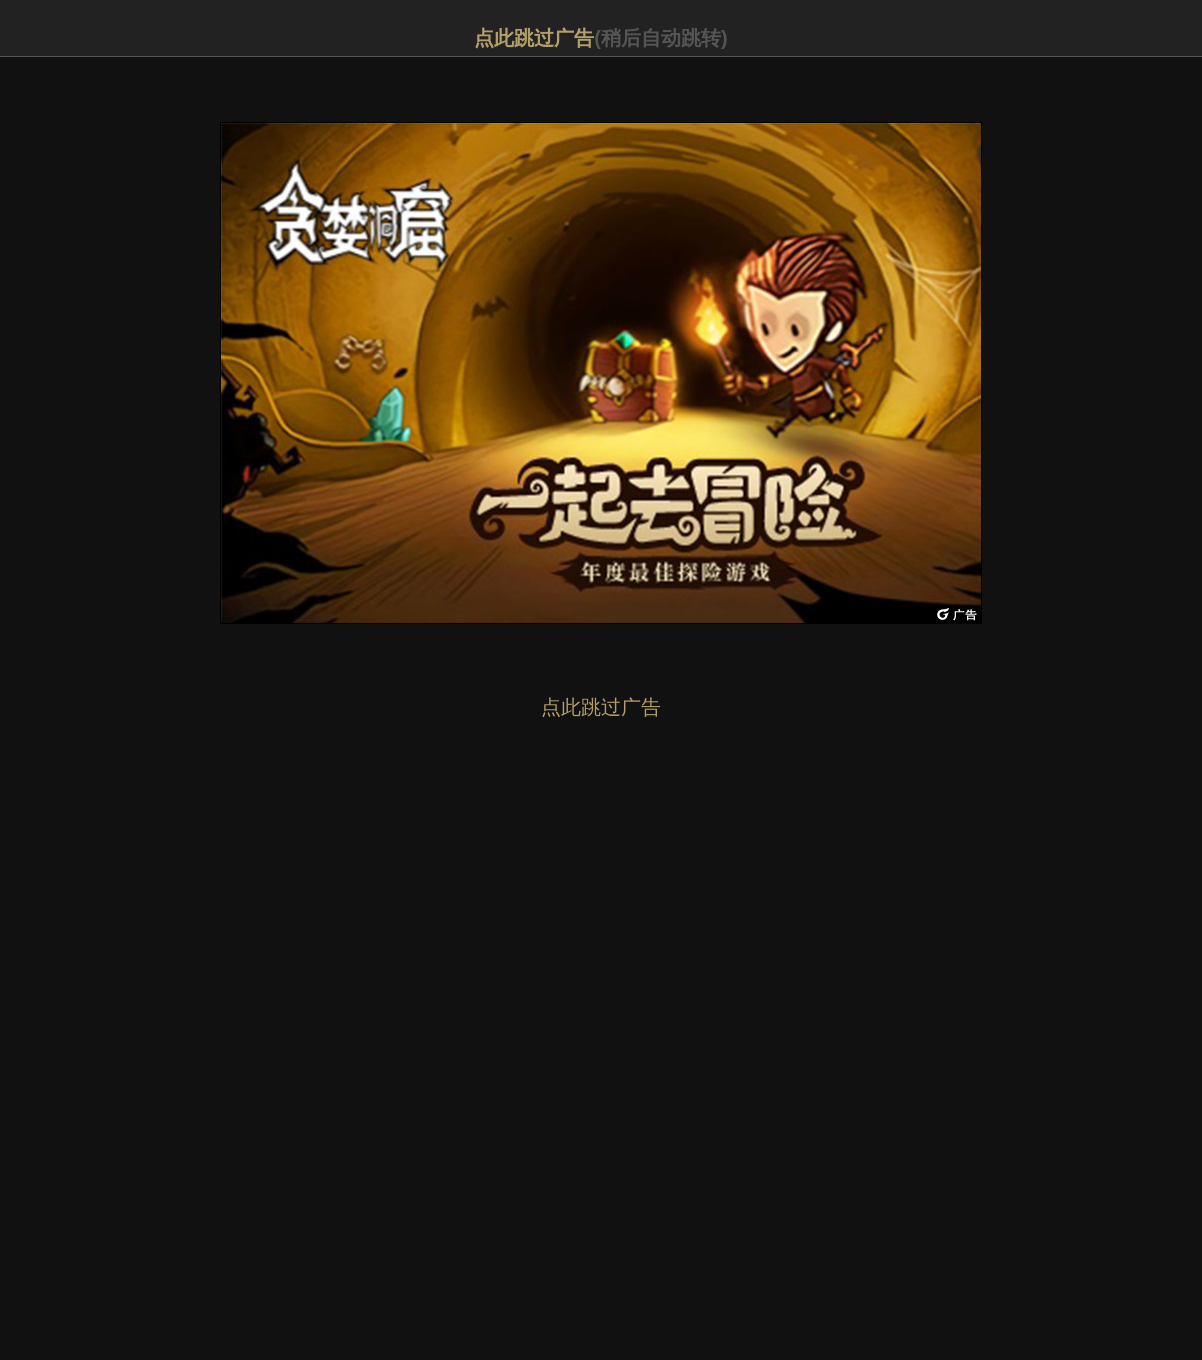 点此跳过广告(稍后自动跳转)
贪婪洞窟
一起去冒险
年度最佳探险游戏
广告
点此跳过广告